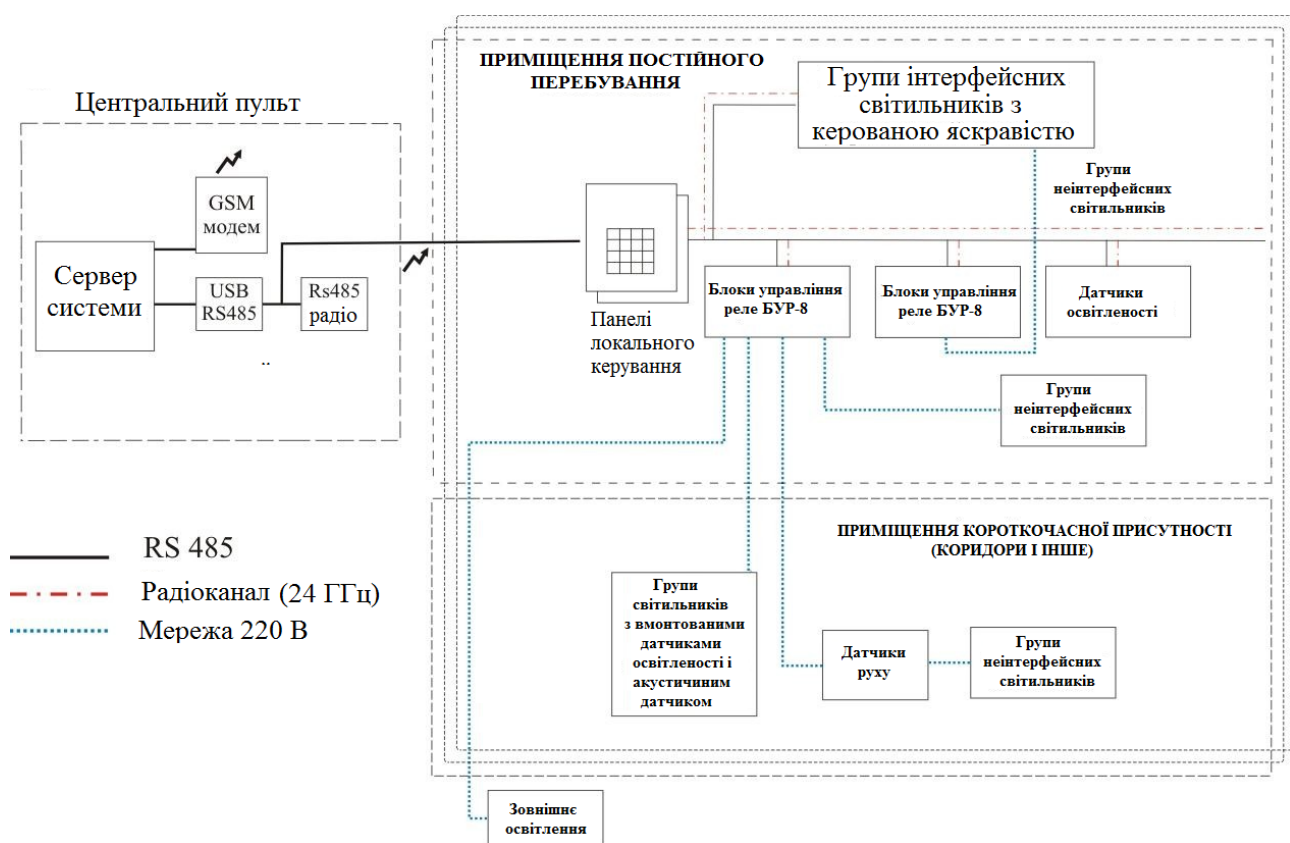 Центральний пульт
GSM
модем
Сервер
системи
USB
RS485
Rs485
радіо
..
ПРИМІЩЕННЯ ПОСТІЙНОГО
ПЕРЕБУВАННЯ
Групи інтерфейсних
світильників з
керованою яскравістю
Групи
неінтерфейсних
світильників
Панелі
локального
керування
Блоки управління
реле БУР-8
Блоки управління
реле БУР-8
Датчики
освітленості
Групи
неінтерфейсних
світильників
ПРИМІЩЕННЯ КОРОТКОЧАСНОЇ ПРИСУТНОСТІ
(КОРИДОРИ І ІНШЕ)
Групи
світильників
з вмонтованими
датчиками
освітленості і
акустичиним
датчиком
Датчики
руху
Групи
неінтерфейсних
світильників
Зовнішнє
освітлення
RS 485
Радіоканал (24 ГГц)
Мережа 220 В